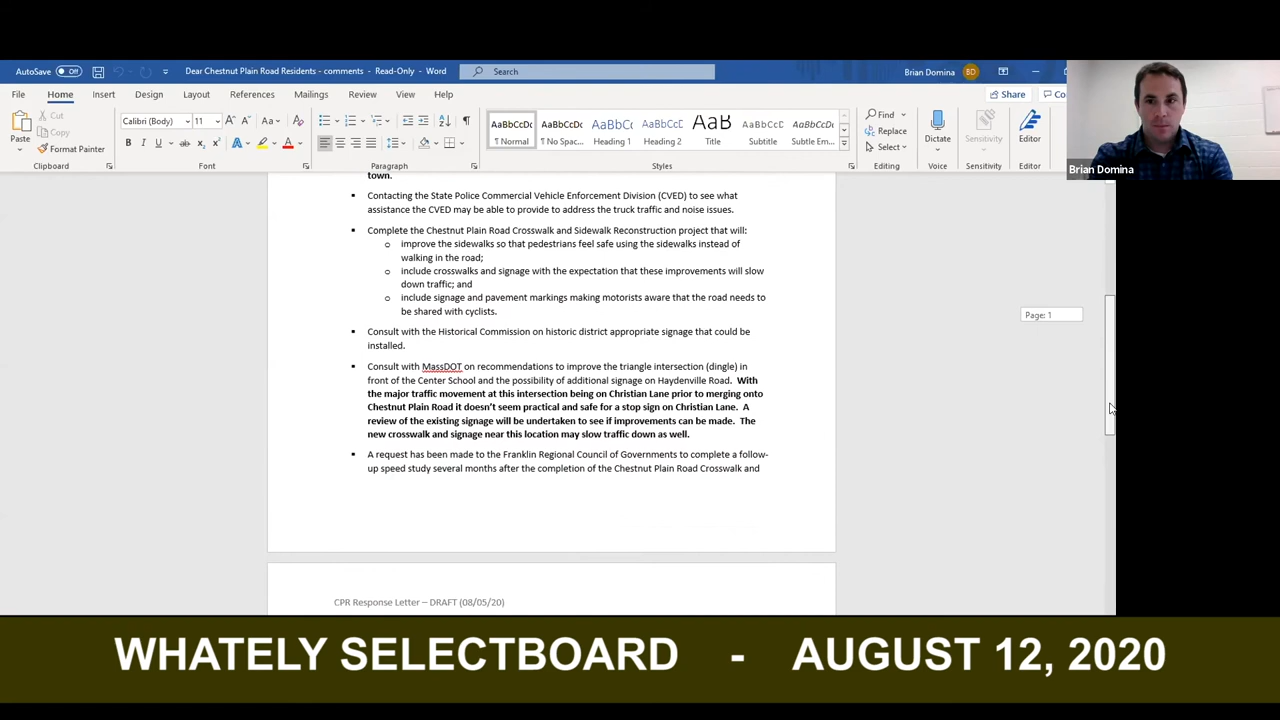 AutoSave Off
Dear Chestnut Plain Road Residents - comments - Read-Only - Word
Search
Brian Domina BD
File Home Insert Design Layout References Mailings Review View Help
Share Co
Paste
Cut
Copy
Format Painter
Clipboard
Calibri (Body) 11
Font
Paragraph
AaBbCcDc AaBbCcDc AaBbCc AaBbCcC AaB AaBbCcD AaBbCcDc
¶ Normal ¶ No Spac... Heading 1 Heading 2 Title Subtitle Subtle Em...
Styles
Find
Replace
Select
Editing
Dictate
Voice
Sensitivity
Sensitivity
Editor
Editor
Brian Domina
town.
▪ Contacting the State Police Commercial Vehicle Enforcement Division (CVED) to see what
assistance the CVED may be able to provide to address the truck traffic and noise issues.
▪ Complete the Chestnut Plain Road Crosswalk and Sidewalk Reconstruction project that will:
o improve the sidewalks so that pedestrians feel safe using the sidewalks instead of
walking in the road;
o include crosswalks and signage with the expectation that these improvements will slow
down traffic; and
o include signage and pavement markings making motorists aware that the road needs to
be shared with cyclists.
▪ Consult with the Historical Commission on historic district appropriate signage that could be
installed.
▪ Consult with MassDOT on recommendations to improve the triangle intersection (dingle) in
front of the Center School and the possibility of additional signage on Haydenville Road. With
the major traffic movement at this intersection being on Christian Lane prior to merging onto
Chestnut Plain Road it doesn't seem practical and safe for a stop sign on Christian Lane. A
review of the existing signage will be undertaken to see if improvements can be made. The
new crosswalk and signage near this location may slow traffic down as well.
▪ A request has been made to the Franklin Regional Council of Governments to complete a follow-
up speed study several months after the completion of the Chestnut Plain Road Crosswalk and
Page: 1
CPR Response Letter – DRAFT (08/05/20)
WHATELY SELECTBOARD - AUGUST 12, 2020